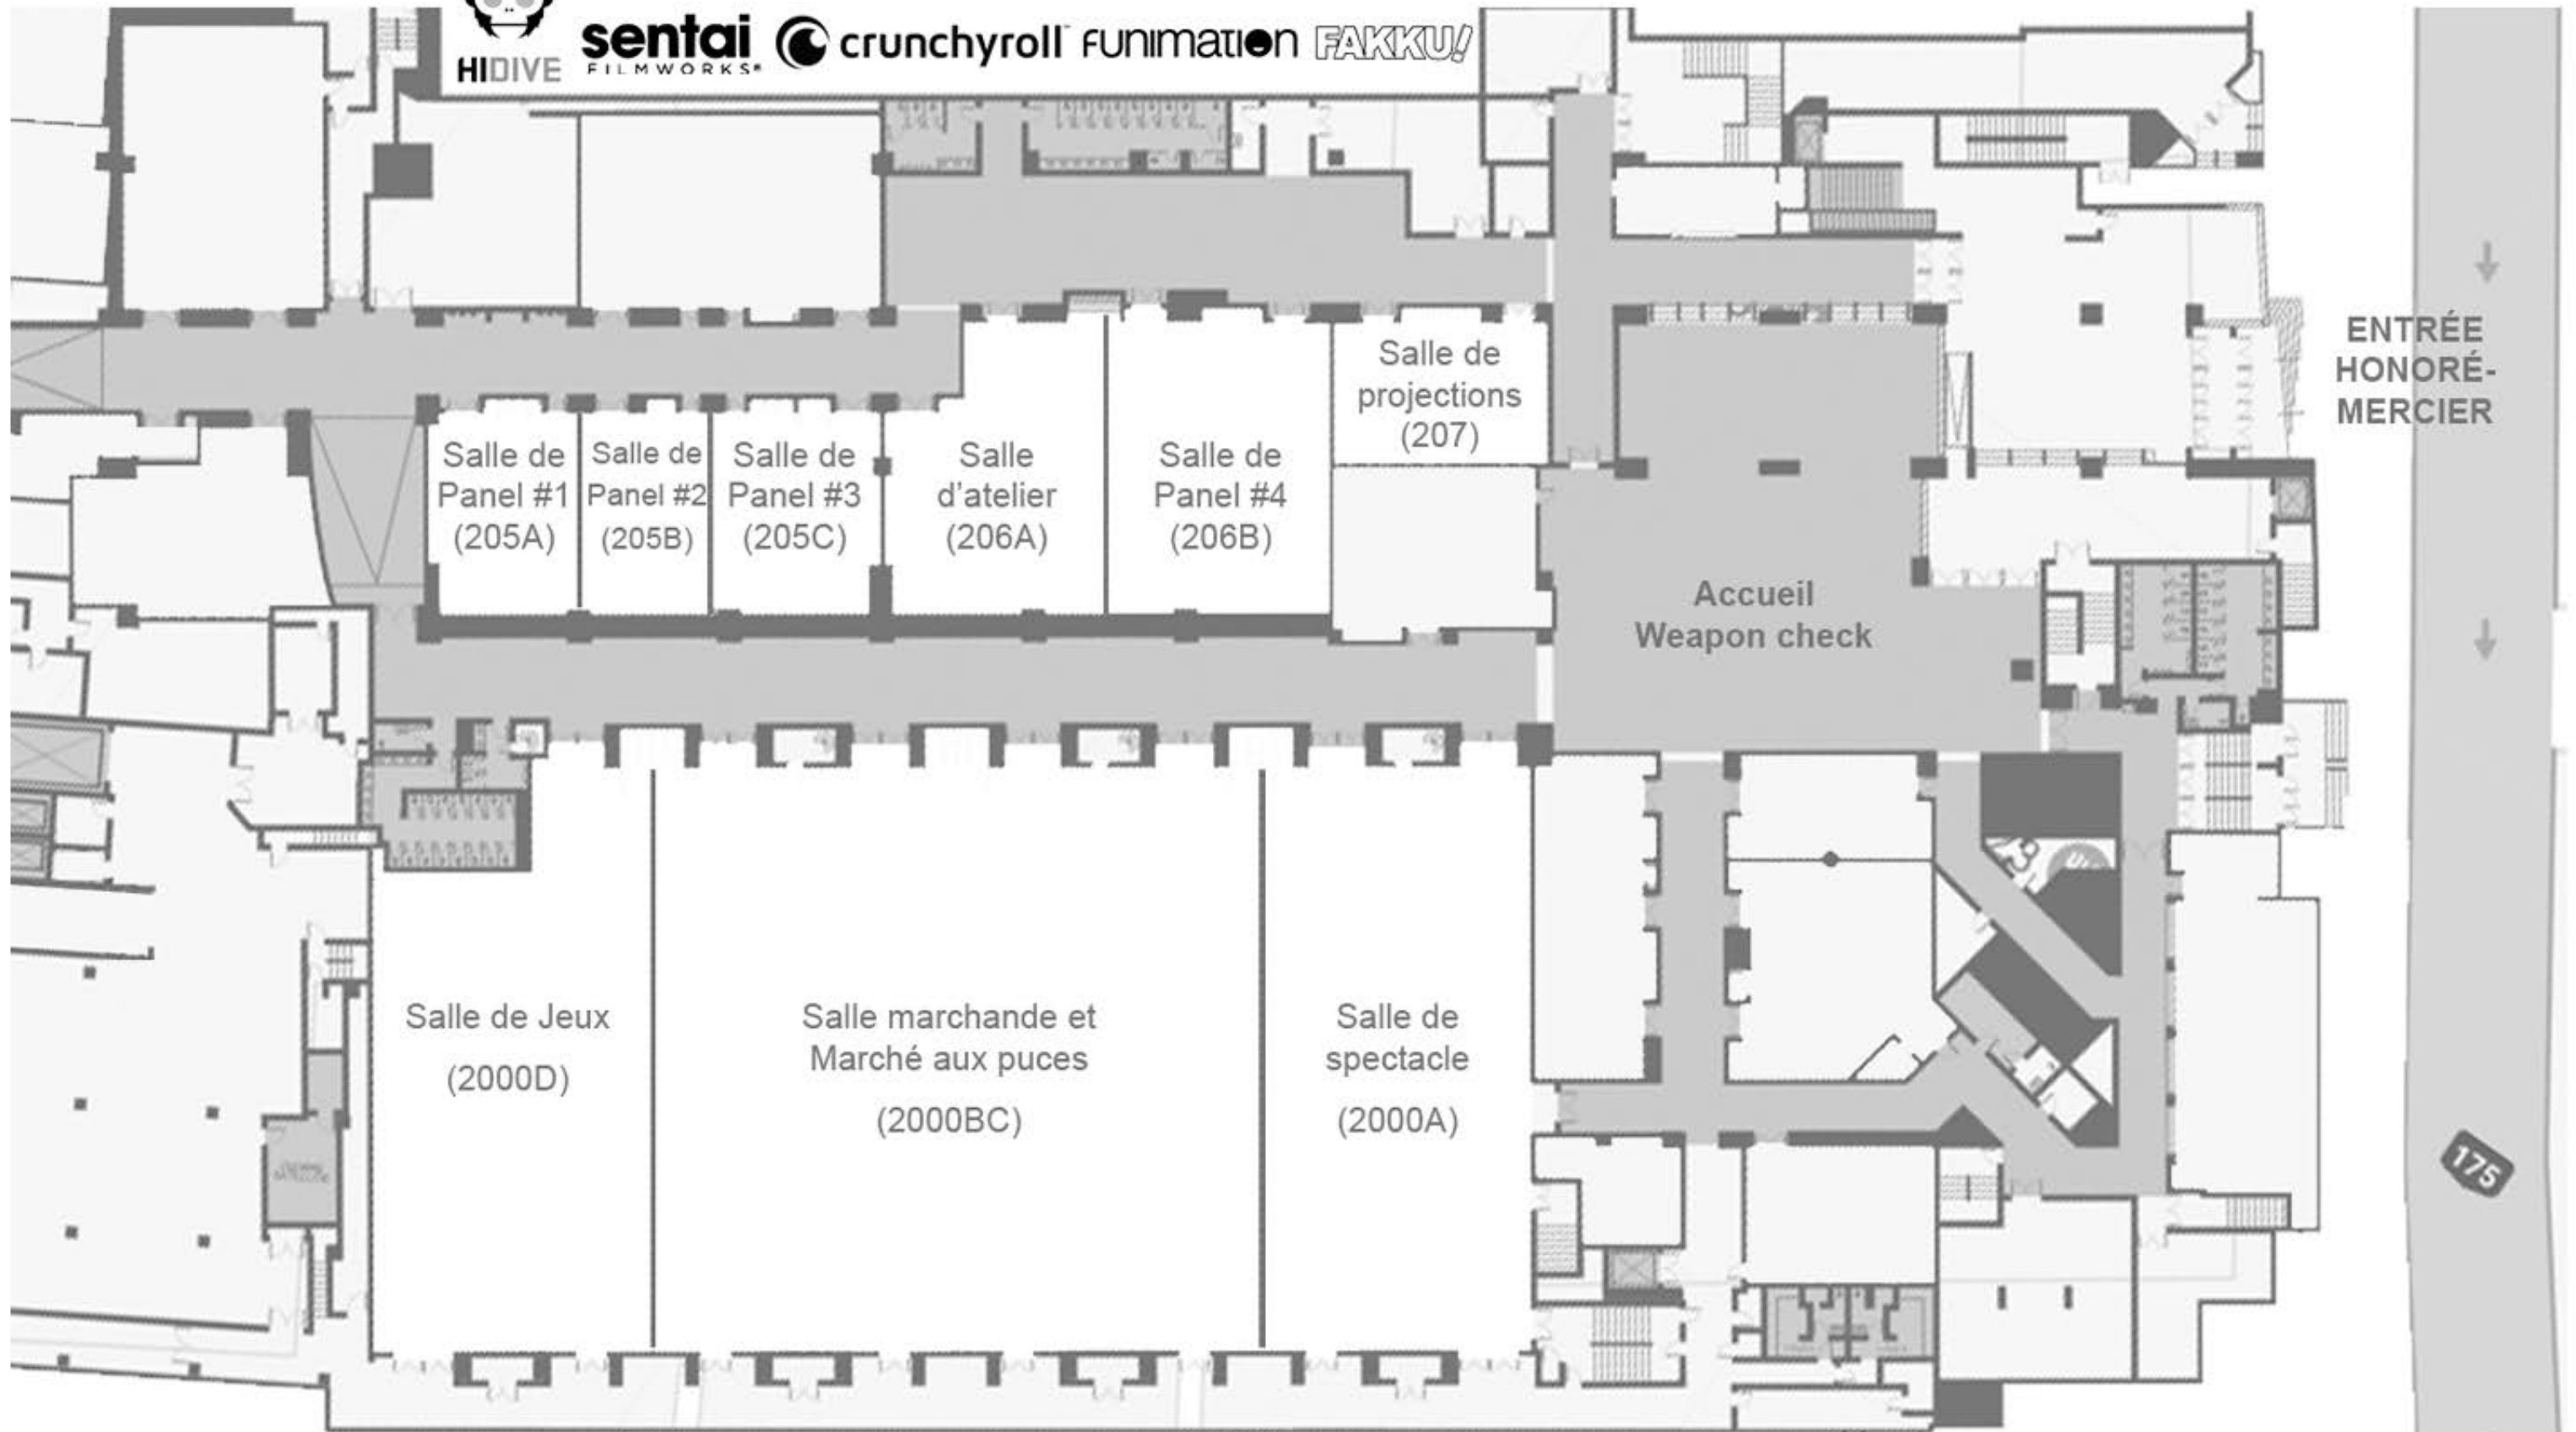 HIDIVE
sentai
FILMWORKS
crunchyroll
FUNIMATION
FAKKU!
ENTRÉE
HONORÉ-
MERCIER
Salle de
projections
(207)
Salle de
Panel #1
(205A)
Salle de
Panel #2
(205B)
Salle de
Panel #3
(205C)
Salle
d'atelier
(206A)
Salle de
Panel #4
(206B)
Accueil
Weapon check
Salle de Jeux
(2000D)
Salle marchande et
Marché aux puces
(2000BC)
Salle de
spectacle
(2000A)
175